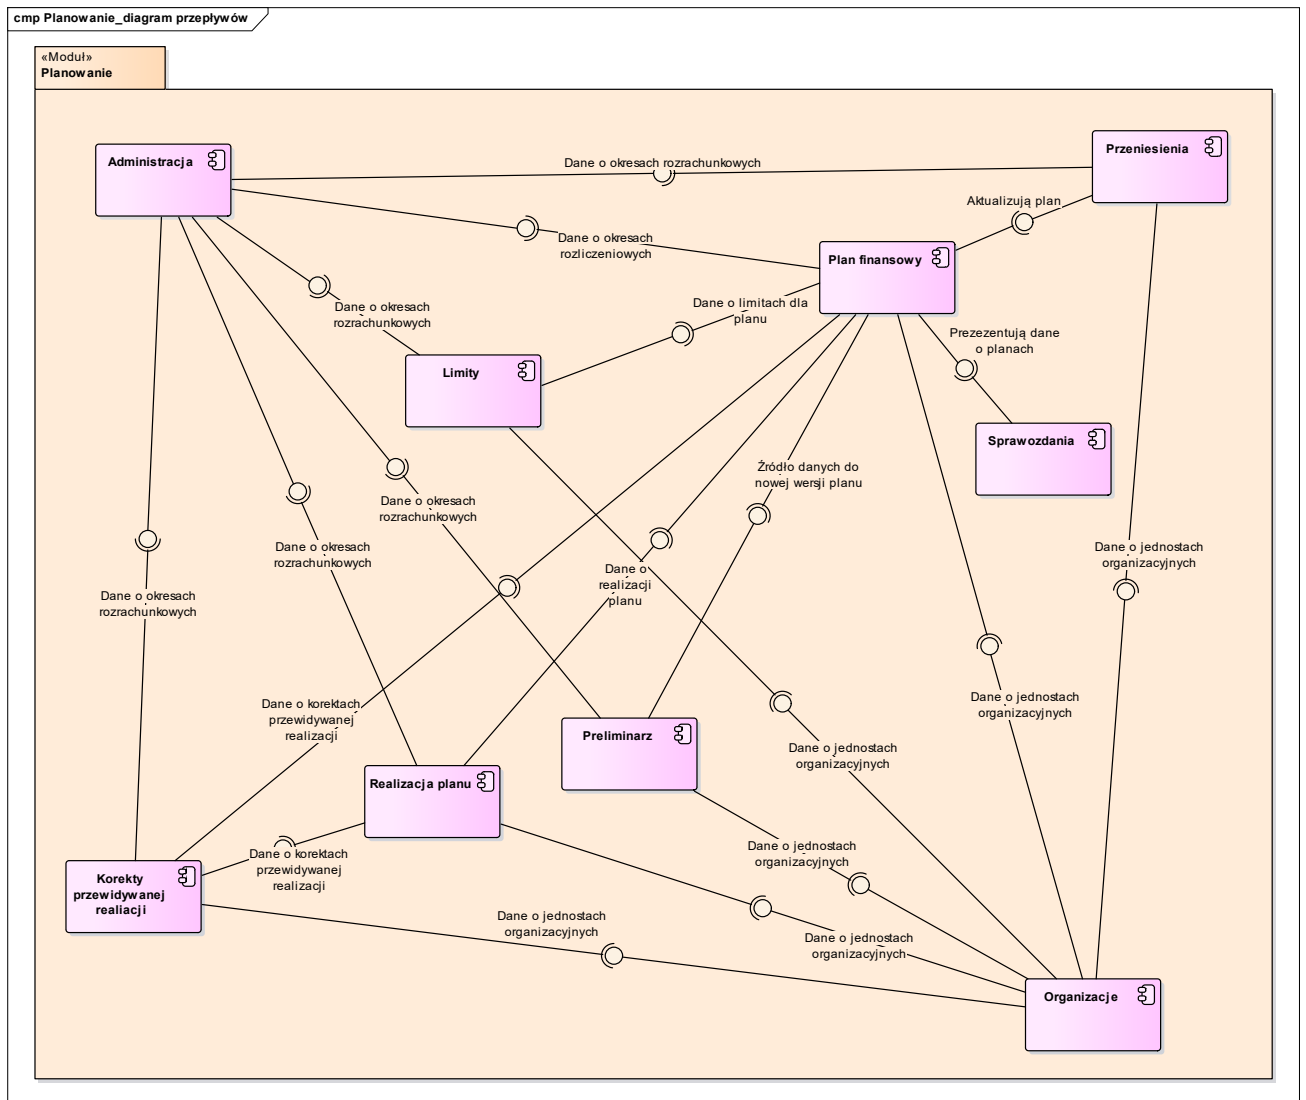 cmp Planowanie_diagram przepływów
«Moduł»
Planowanie
Administracja
Przeniesienia
Dane o okresach rozrachunkowych
Aktualizują plan
Dane o okresach
rozliczeniowych
Plan finansowy
Dane o okresach
rozrachunkowych
Dane o limitach dla
planu
Prezezentują dane
o planach
Limity
Sprawozdania
Źródło danych do
nowej wersji planu
Dane o okresach
rozrachunkowych
Dane o okresach
rozrachunkowych
Dane o jednostach
organizacyjnych
Dane o
realizacji
planu
Dane o okresach
rozrachunkowych
Dane o jednostach
organizacyjnych
Dane o korektach
przewidywanej
realizacji
Preliminarz
Dane o jednostach
organizacyjnych
Realizacja planu
Dane o korektach
przewidywanej
realizacji
Dane o jednostach
organizacyjnych
Korekty
przewidywanej
realiacji
Dane o jednostach
organizacyjnych
Dane o jednostach
organizacyjnych
Organizacje